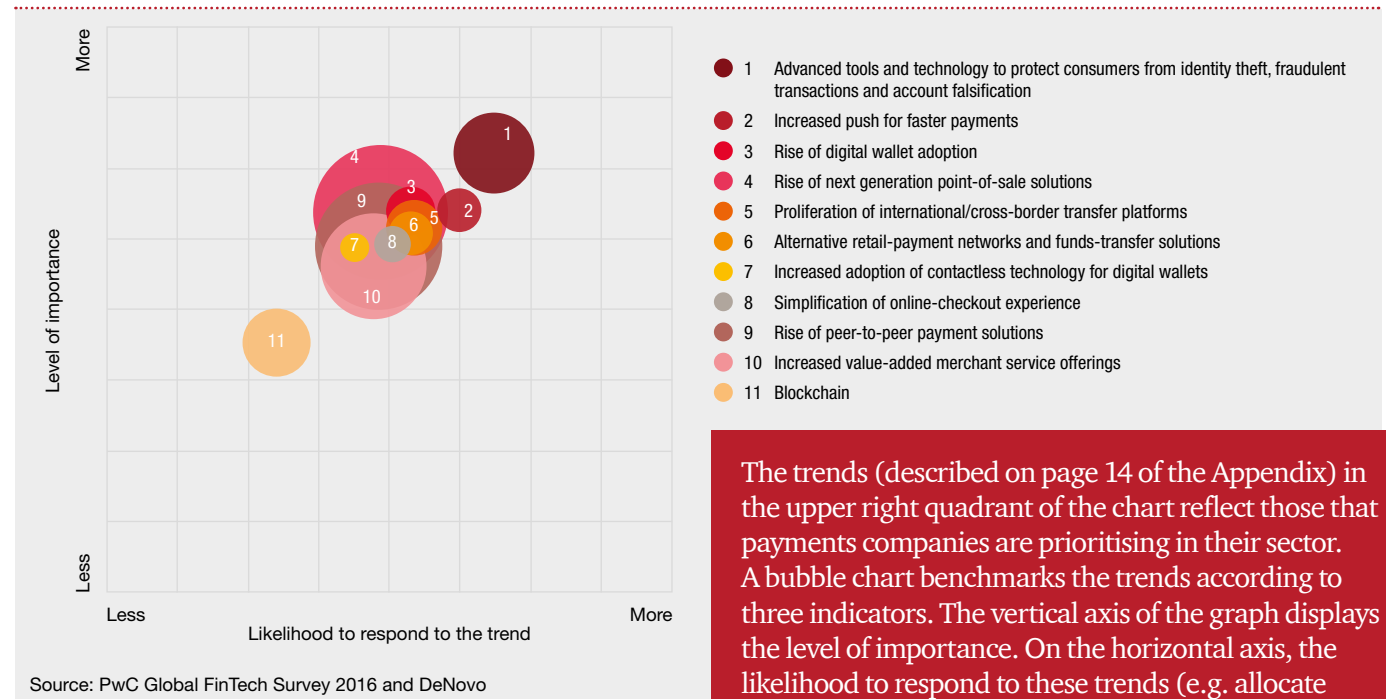 More
Level of importance
Less
Less
More
Likelihood to respond to the trend
1
2
3
4
5
6
7
8
9
10
11
1 Advanced tools and technology to protect consumers from identity theft, fraudulent
transactions and account falsification
2 Increased push for faster payments
3 Rise of digital wallet adoption
4 Rise of next generation point-of-sale solutions
5 Proliferation of international/cross-border transfer platforms
6 Alternative retail-payment networks and funds-transfer solutions
7 Increased adoption of contactless technology for digital wallets
8 Simplification of online-checkout experience
9 Rise of peer-to-peer payment solutions
10 Increased value-added merchant service offerings
11 Blockchain
The trends (described on page 14 of the Appendix) in
the upper right quadrant of the chart reflect those that
payments companies are prioritising in their sector.
A bubble chart benchmarks the trends according to
three indicators. The vertical axis of the graph displays
the level of importance. On the horizontal axis, the
likelihood to respond to these trends (e.g. allocate
Source: PwC Global FinTech Survey 2016 and DeNovo